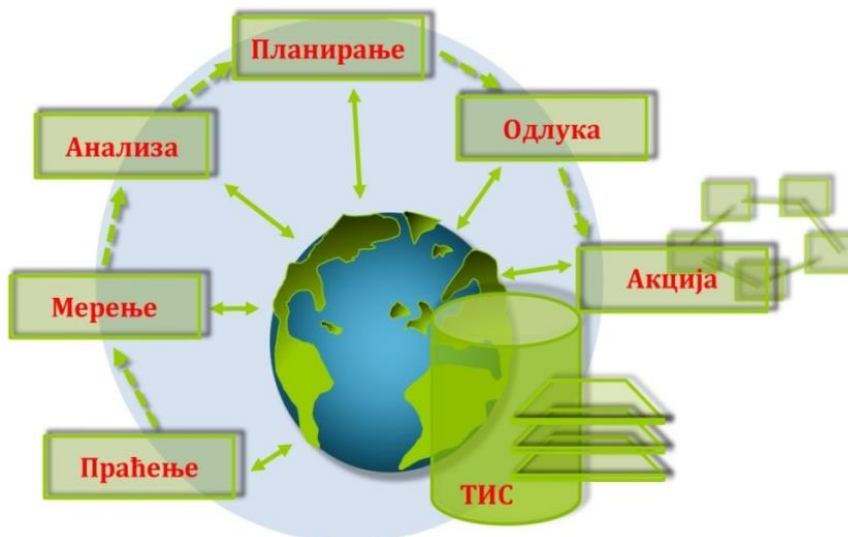 Планирање
Одлука
Анализа
Акција
Мерење
Праћење
ТИС